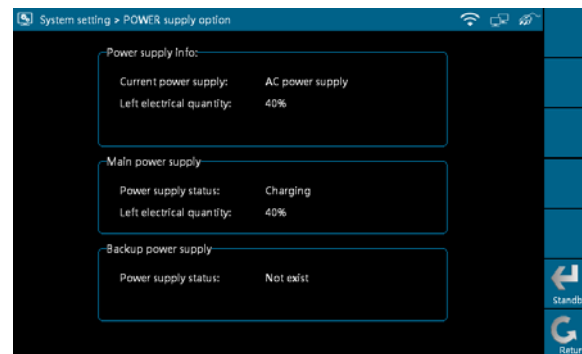 System setting > POWER supply option
Power supply info:
Current power supply: AC power supply
Left electrical quantity: 40%
Main power supply
Power supply status: Charging
Left electrical quantity: 40%
Backup power supply
Power supply status: Not exist
Standb
Retur